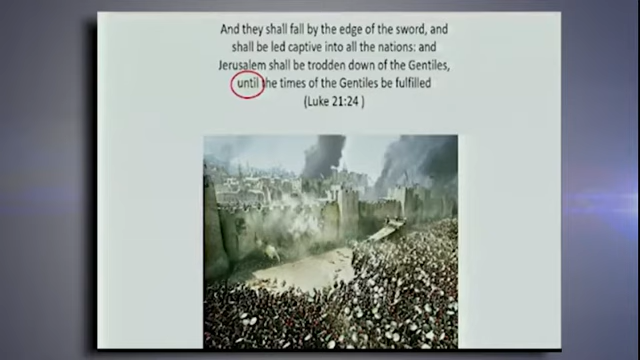 And they shall fall by the edge of the sword, and
shall be led captive into all the nations: and
Jerusalem shall be trodden down of the Gentiles,
until the times of the Gentiles be fulfilled
(Luke 21:24 )